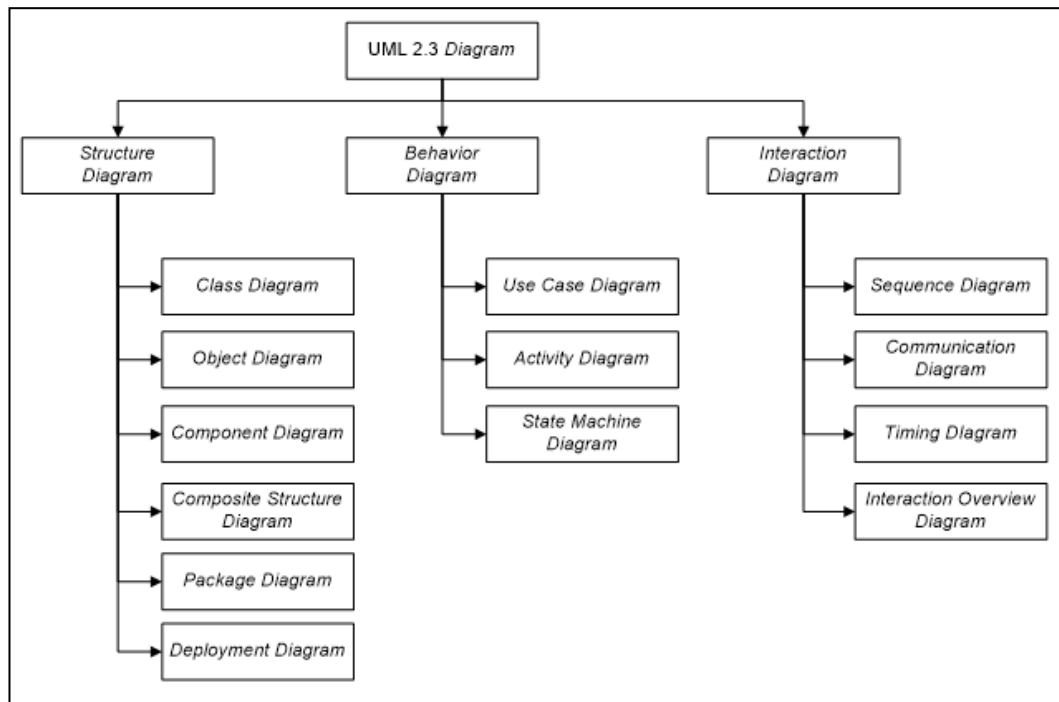 UML 2.3 Diagram
Structure
Diagram
Behavior
Diagram
Interaction
Diagram
Class Diagram
Object Diagram
Component Diagram
Composite Structure
Diagram
Package Diagram
Deployment Diagram
Use Case Diagram
Activity Diagram
State Machine
Diagram
Sequence Diagram
Communication
Diagram
Timing DIagram
Interaction Overview
Diagram